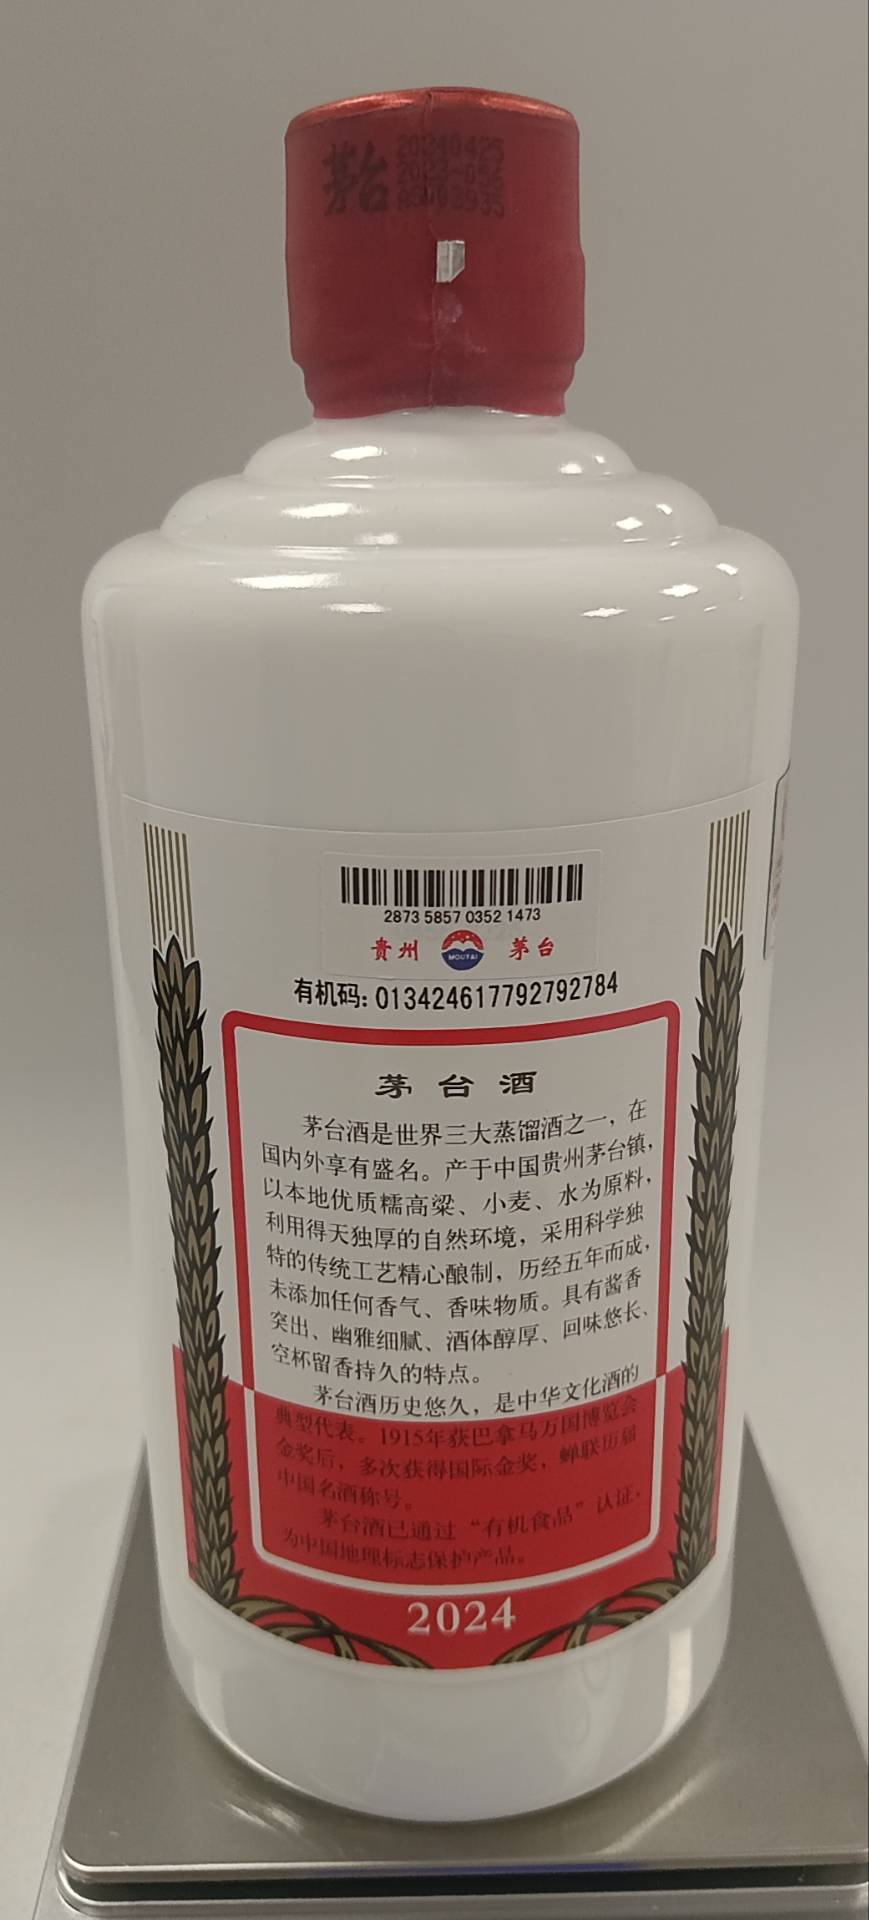 茅台
20240425
2023-052
2873 5857 0352 1473
贵州
MOUTAI
茅台
有机码: 013424617792792784
茅台酒
茅台酒是世界三大蒸馏酒之一，在
国内外享有盛名。产于中国贵州茅台镇，
以本地优质糯高粱、小麦、水为原料，
利用得天独厚的自然环境，采用科学独
特的传统工艺精心酿制，历经五年而成，
未添加任何香气、香味物质。具有酱香
突出、幽雅细腻、酒体醇厚、回味悠长、
空杯留香持久的特点。
茅台酒历史悠久，是中华文化酒的
典型代表。1915年获巴拿马万国博览会
金奖后，多次获得国际金奖，蝉联历届
中国名酒称号。
茅台酒已通过“有机食品”认证，
为中国地理标志保护产品。
2024